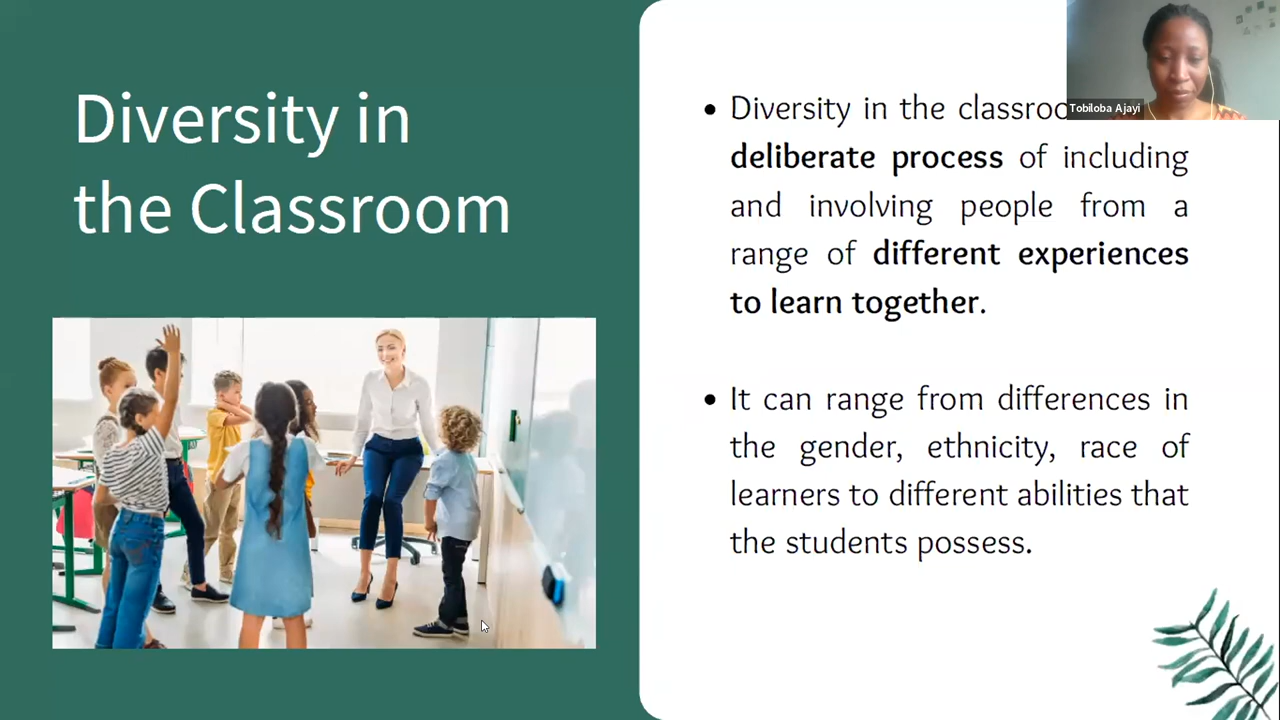 Diversity in
the Classroom
• Diversity in the classroo
deliberate process of including
and involving people from a
range of different experiences
to learn together.
• It can range from differences in
the gender, ethnicity, race of
learners to different abilities that
the students possess.
Tobiloba Ajayi